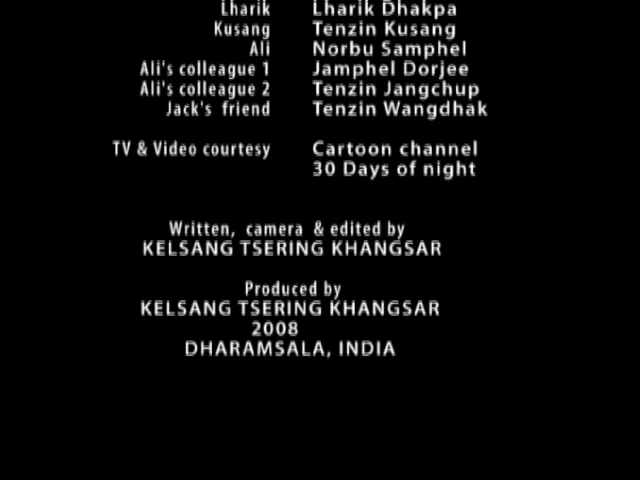 Lharik Lharik Dhakpa
Kusang Tenzin Kusang
Ali Norbu Samphel
Ali's colleague 1 Jamphel Dorjee
Ali's colleague 2 Tenzin Jangchup
Jack's friend Tenzin Wangdhak
TV & Video courtesy Cartoon channel
30 Days of night
Written, camera & edited by
KELSANG TSERING KHANGSAR
Produced by
KELSANG TSERING KHANGSAR
2008
DHARAMSALA, INDIA